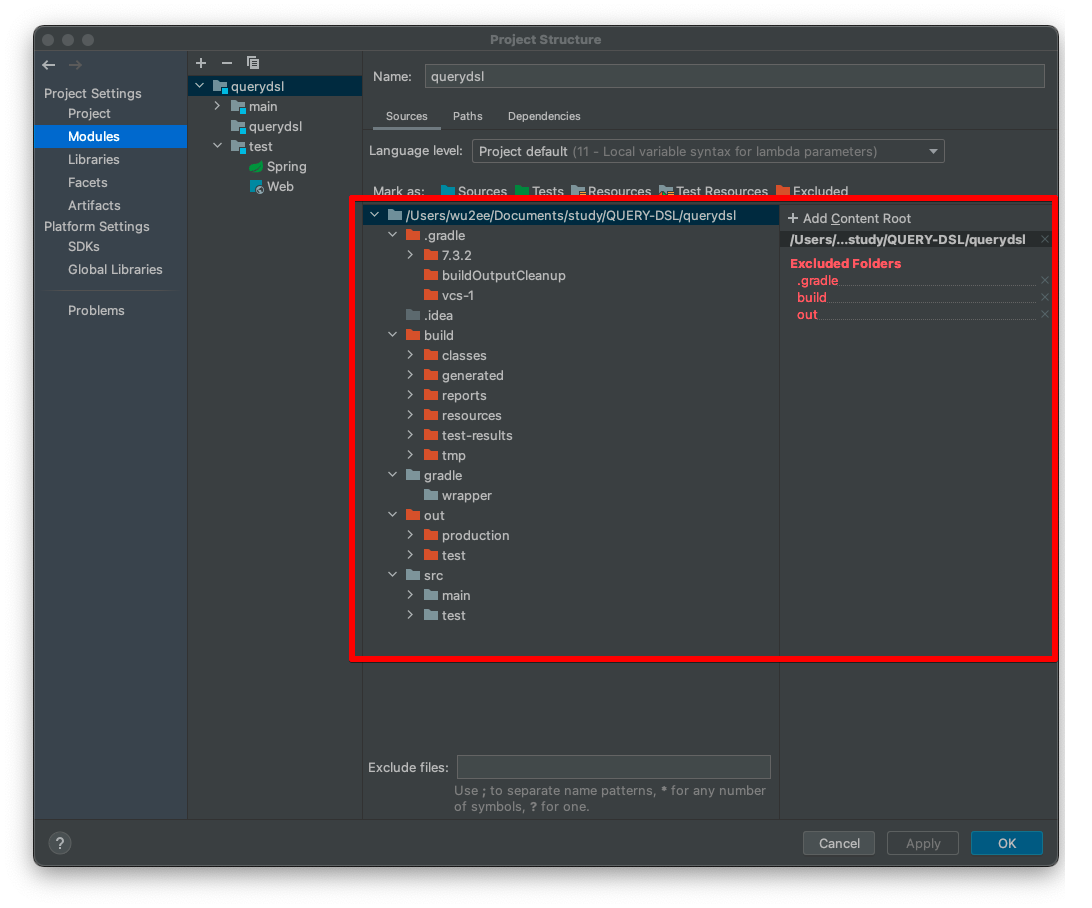 Project Structure
Project Settings
Project
Modules
Libraries
Facets
Artifacts
Platform Settings
SDKs
Global Libraries
Problems
querydsl
main
querydsl
test
Spring
Web
Name: querydsl
Sources Paths Dependencies
Language level: Project default (11 - Local variable syntax for lambda parameters)
Mark as: Sources Tests Resources Test Resources Excluded
/Users/wu2ee/Documents/study/QUERY-DSL/querydsl
.gradle
7.3.2
buildOutputCleanup
vcs-1
.idea
build
classes
generated
reports
resources
test-results
tmp
gradle
wrapper
out
production
test
src
main
test
+ Add Content Root
/Users/...study/QUERY-DSL/querydsl
Excluded Folders
.gradle
build
out
Exclude files:
Use ; to separate name patterns, * for any number
of symbols, ? for one.
?
Cancel Apply OK